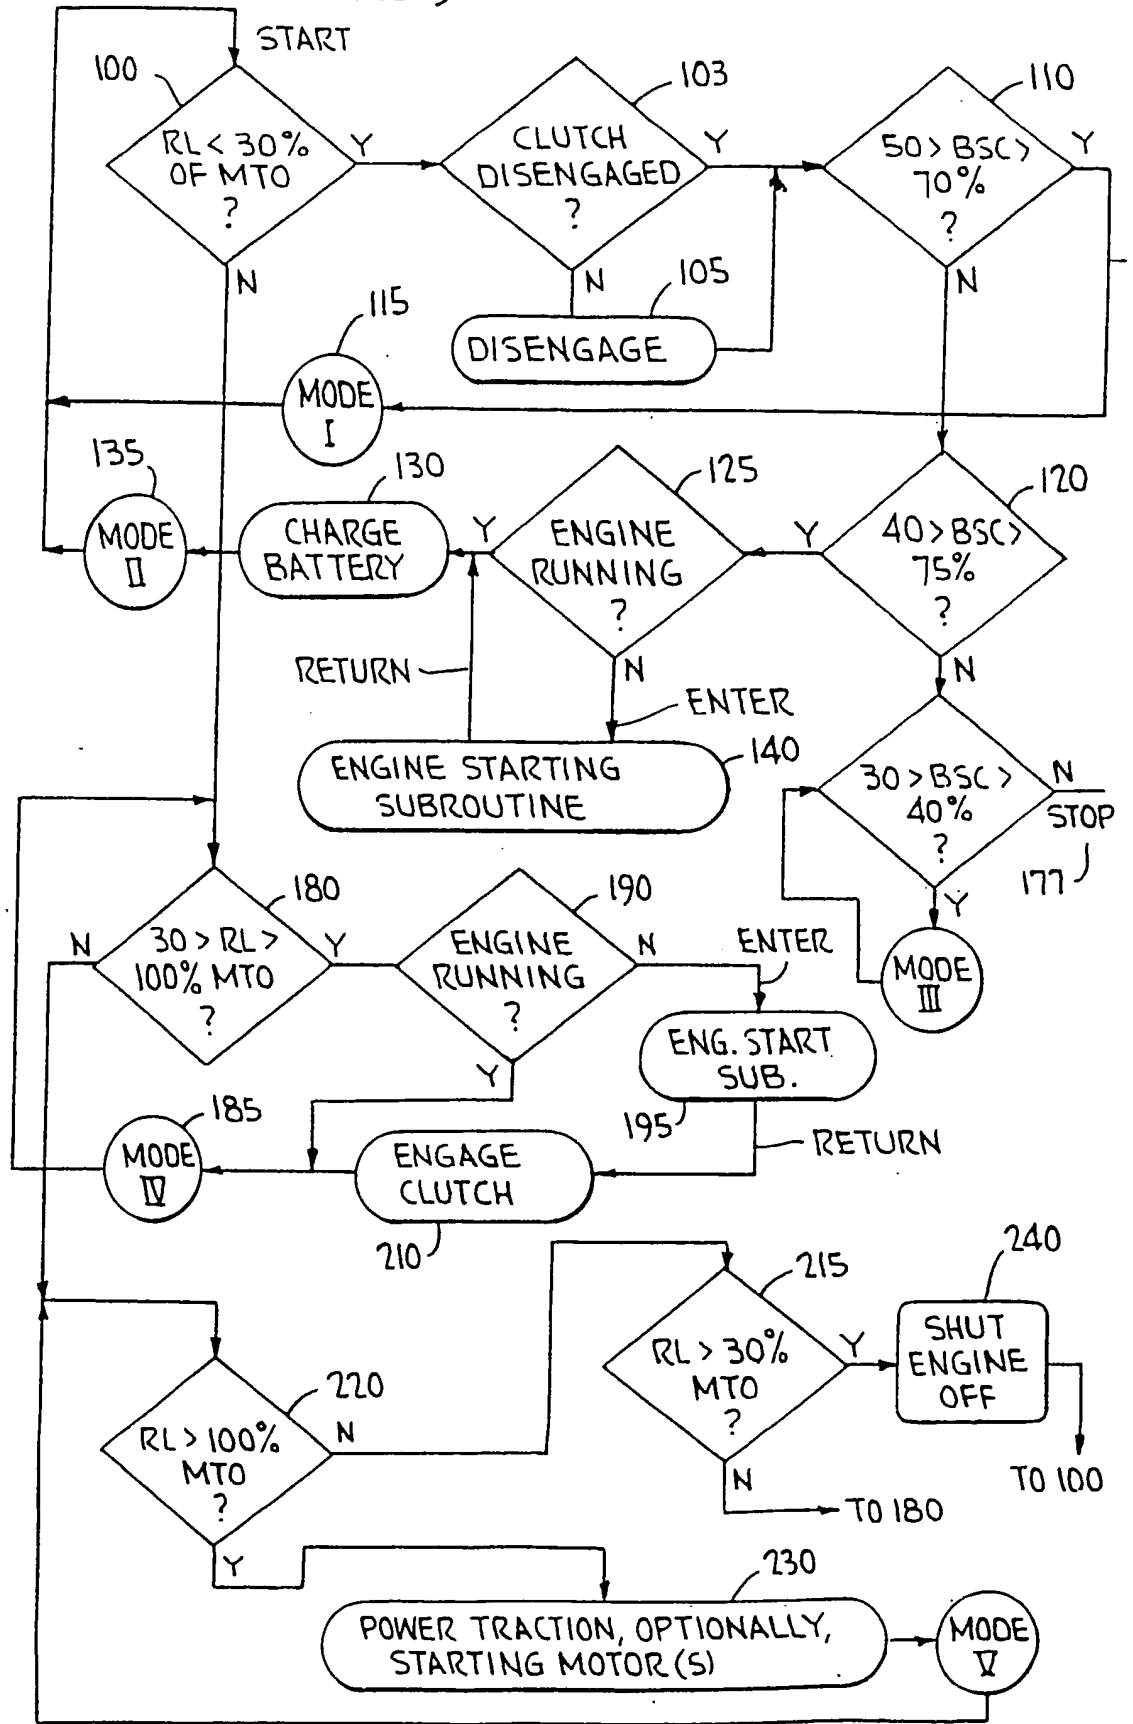 START
100
RL < 30%
OF MTO
?
Y
N
103
CLUTCH
DISENGAGED
?
Y
N
105
DISENGAGE
110
50 > BSC >
70%
?
Y
N
115
MODE
I
135
MODE
II
130
CHARGE
BATTERY
125
Y
ENGINE
RUNNING
?
N
120
Y
40 > BSC >
75%
?
N
RETURN
ENTER
140
ENGINE STARTING
SUBROUTINE
30 > BSC >
40%
?
N
STOP
177
Y
MODE
III
180
N
30 > RL >
100% MTO
?
Y
190
ENGINE
RUNNING
?
N
Y
ENTER
ENG. START
SUB.
195
RETURN
185
MODE
IV
ENGAGE
CLUTCH
210
215
RL > 30%
MTO
?
Y
N
TO 180
240
SHUT
ENGINE
OFF
TO 100
220
RL > 100%
MTO
?
N
Y
230
POWER TRACTION, OPTIONALLY,
STARTING MOTOR(S)
MODE
V